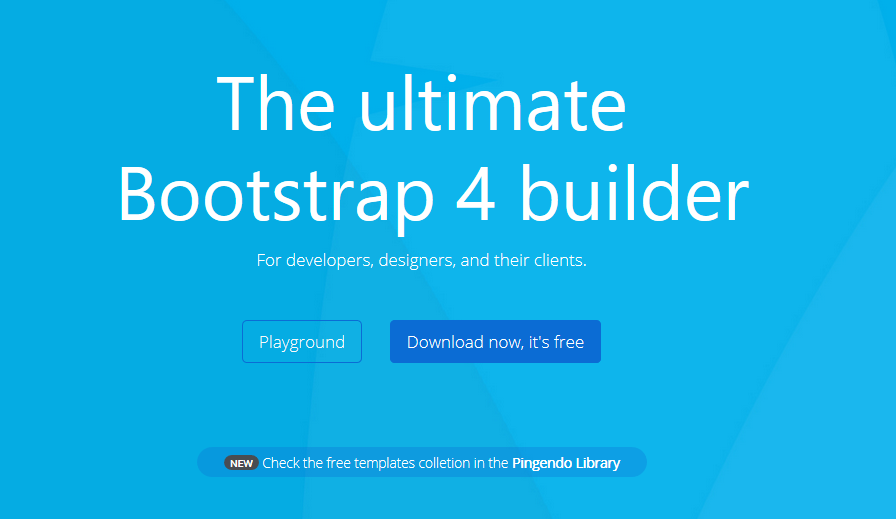 The ultimate
Bootstrap 4 builder
For developers, designers, and their clients.
Playground
Download now, it's free
NEW Check the free templates colletion in the Pingendo Library